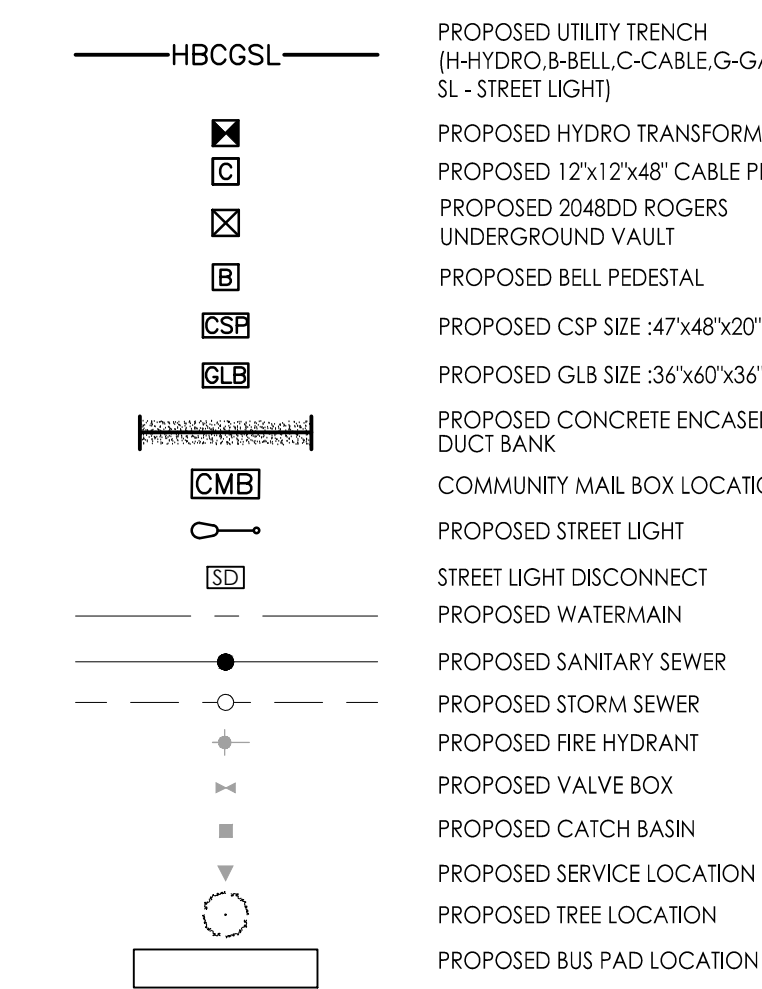 HBCGSL
PROPOSED UTILITY TRENCH
(H-HYDRO,B-BELL,C-CABLE,G-GA
SL - STREET LIGHT)
PROPOSED HYDRO TRANSFORM
C
PROPOSED 12"x12"x48" CABLE
PROPOSED 2048DD ROGERS
UNDERGROUND VAULT
B
PROPOSED BELL PEDESTAL
CSP
PROPOSED CSP SIZE :47'x48"x20"
GLB
PROPOSED GLB SIZE :36"x60"x36"
PROPOSED CONCRETE ENCASE
DUCT BANK
CMB
COMMUNITY MAIL BOX LOCATI
PROPOSED STREET LIGHT
SD
STREET LIGHT DISCONNECT
PROPOSED WATERMAIN
PROPOSED SANITARY SEWER
PROPOSED STORM SEWER
PROPOSED FIRE HYDRANT
PROPOSED VALVE BOX
PROPOSED CATCH BASIN
PROPOSED SERVICE LOCATION
PROPOSED TREE LOCATION
PROPOSED BUS PAD LOCATION